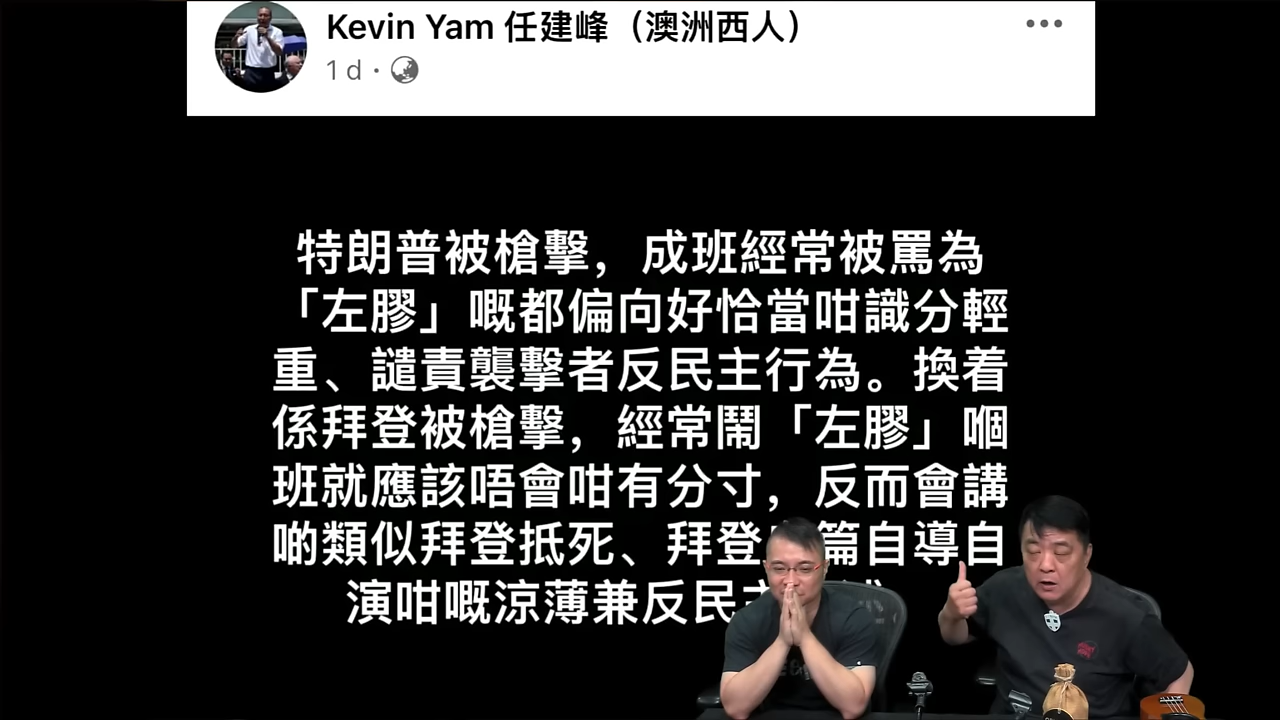 Kevin Yam 任建峰（澳洲西人）
1 d ·
特朗普被槍擊，成班經常被罵為
「左膠」嘅都偏向好恰當咁識分輕
重、譴責襲擊者反民主行為。換着
係拜登被槍擊，經常鬧「左膠」嗰
班就應該唔會咁有分寸，反而會講
啲類似拜登抵死、拜登 篇自導自
演咁嘅涼薄兼反民主